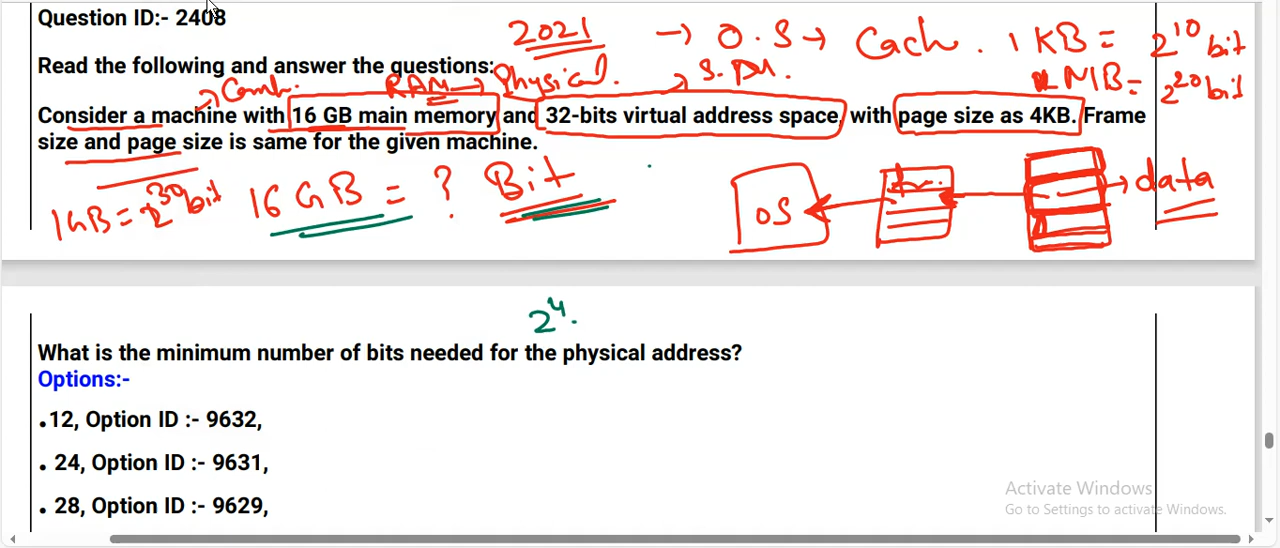 Question ID:- 2408
2021 → O.S → Cach. 1 KB = 2^10 bit
Read the following and answer the questions:
→ Comb. RAM → Physical. → S.M. 1 MB = 2^20 bit
Consider a machine with 16 GB main memory and 32-bits virtual address space, with page size as 4KB. Frame
size and page size is same for the given machine.
1GB = 2^30 bit 16 GB = ? Bit
OS → data
2^4.
What is the minimum number of bits needed for the physical address?
Options:-
.12, Option ID :- 9632,
. 24, Option ID :- 9631,
. 28, Option ID :- 9629,
Activate Windows
Go to Settings to activate Windows.